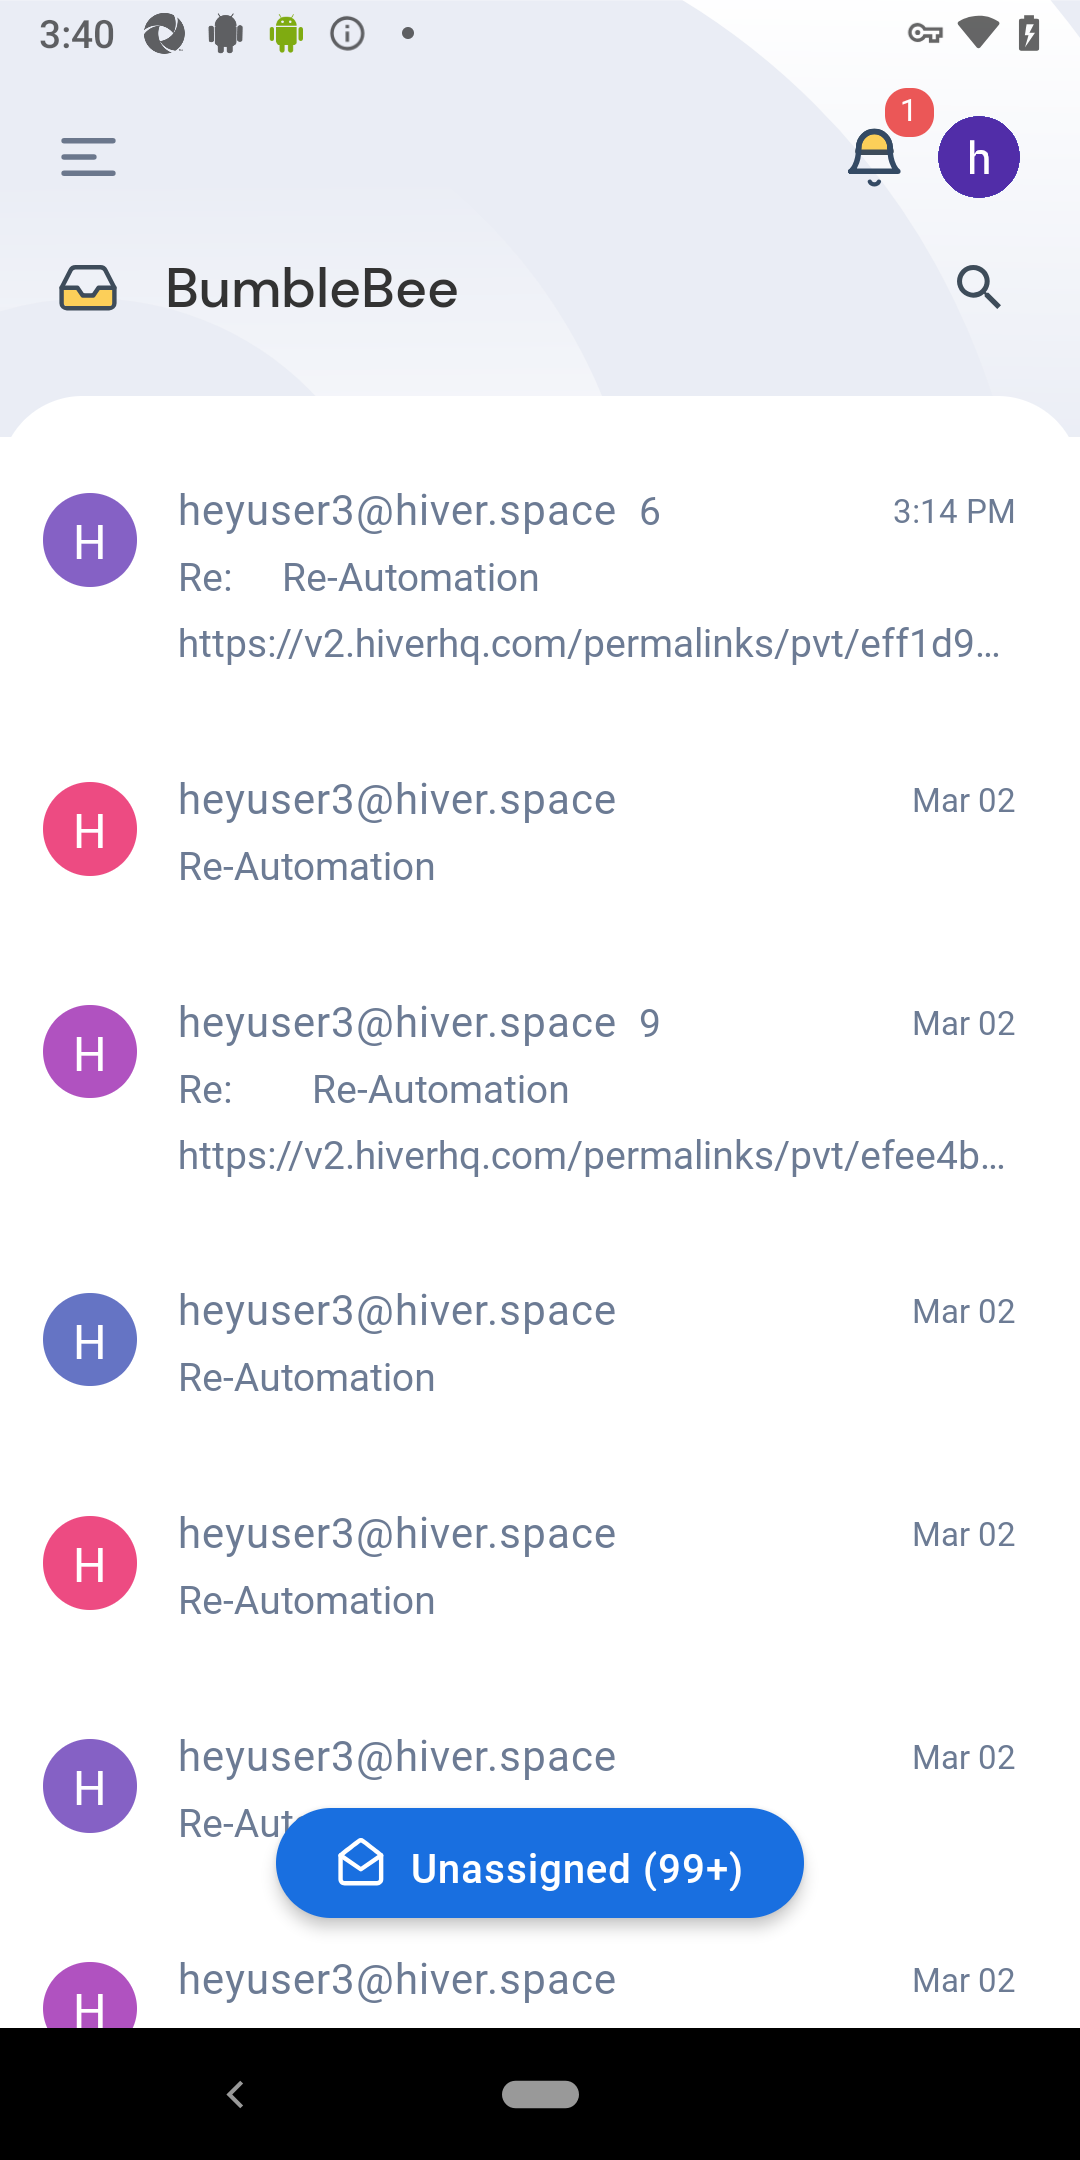 3:40
1
h
BumbleBee
H
heyuser3@hiver.space 6 3:14 PM
Re: Re-Automation
https://v2.hiverhq.com/permalinks/pvt/eff1d9...
H
heyuser3@hiver.space Mar 02
Re-Automation
H
heyuser3@hiver.space 9 Mar 02
Re: Re-Automation
https://v2.hiverhq.com/permalinks/pvt/efee4b...
H
heyuser3@hiver.space Mar 02
Re-Automation
H
heyuser3@hiver.space Mar 02
Re-Automation
H
heyuser3@hiver.space Mar 02
Re-Aut
Unassigned (99+)
H
heyuser3@hiver.space Mar 02